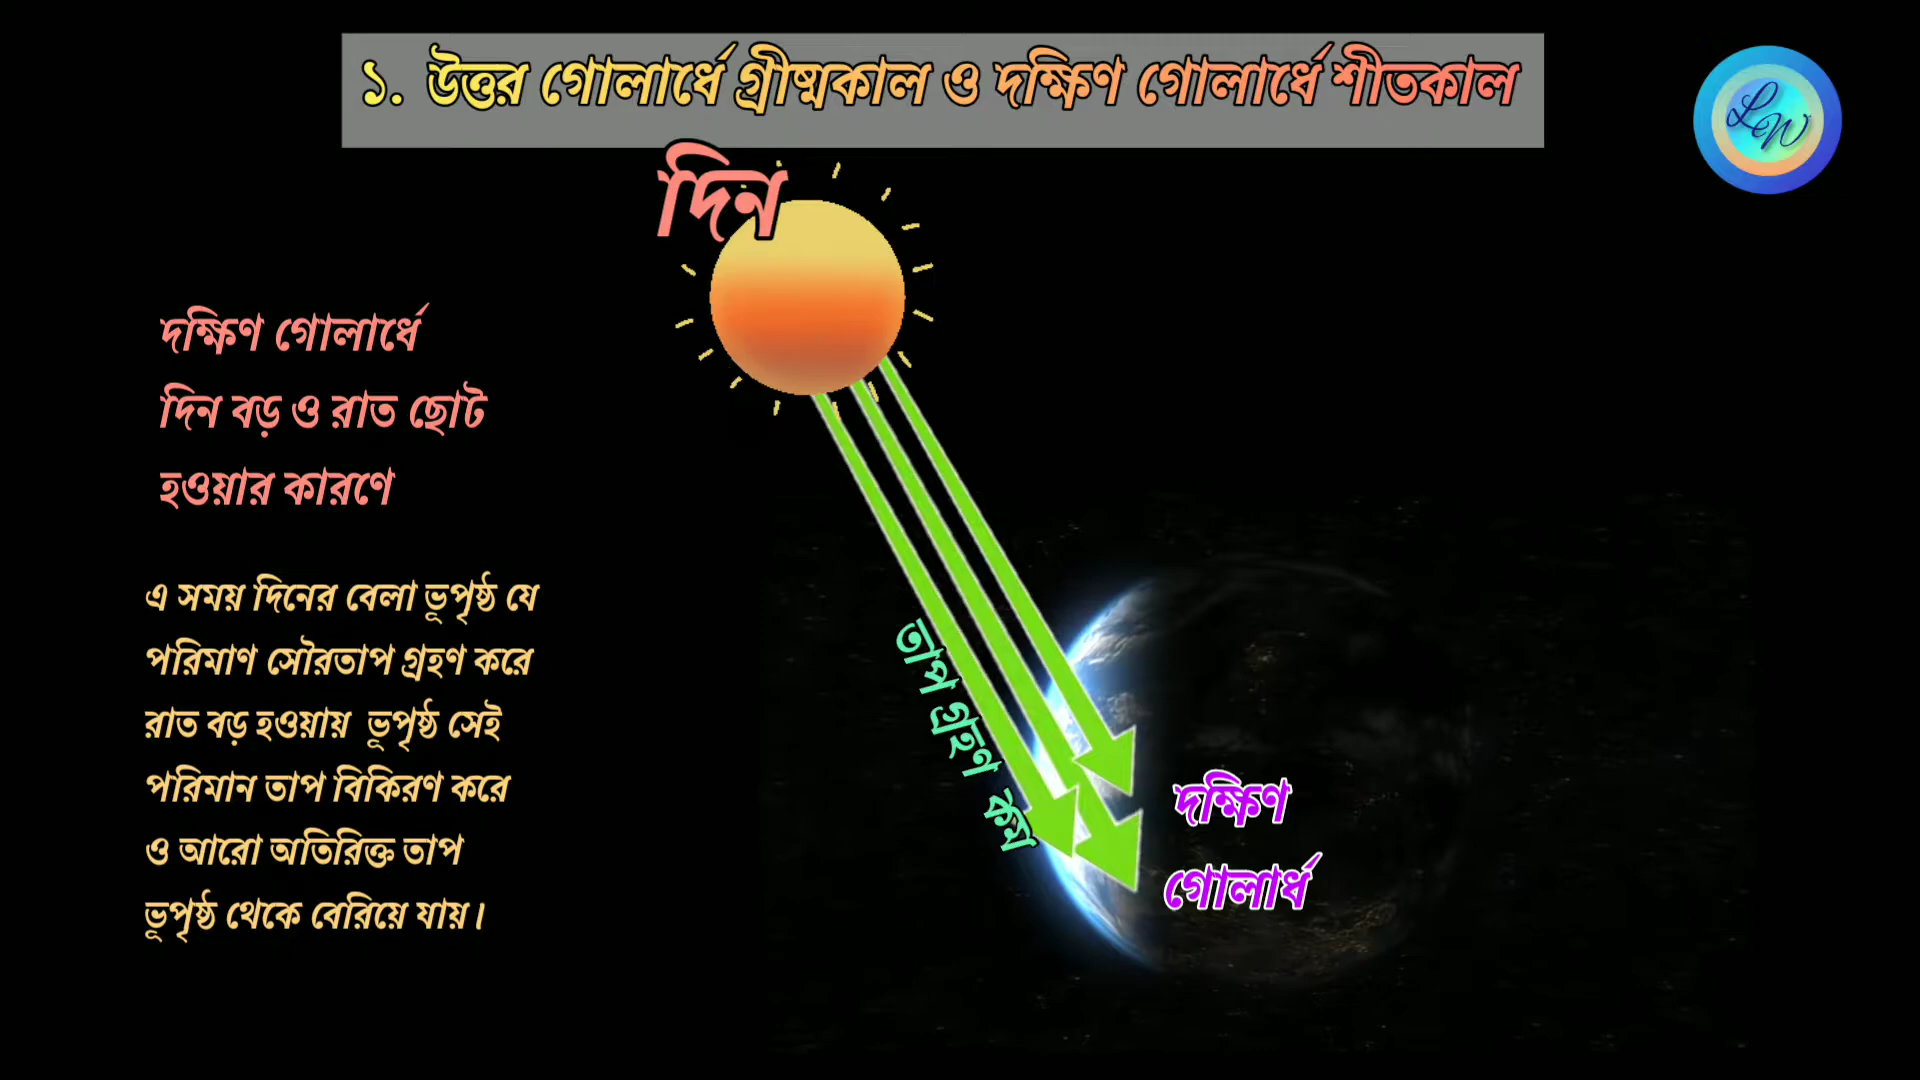 ১. উত্তর গোলার্ধে গ্রীষ্মকাল ও দক্ষিণ গোলার্ধে শীতকাল
LW
দিন
দক্ষিণ গোলার্ধে
দিন বড় ও রাত ছোট
হওয়ার কারণে
এ সময় দিনের বেলা ভূপৃষ্ঠ যে
পরিমাণ সৌরতাপ গ্রহণ করে
রাত বড় হওয়ায় ভূপৃষ্ঠ সেই
পরিমান তাপ বিকিরণ করে
ও আরো অতিরিক্ত তাপ
ভূপৃষ্ঠ থেকে বেরিয়ে যায়।
তাপ গ্রহণ কম
দক্ষিণ
গোলার্ধ